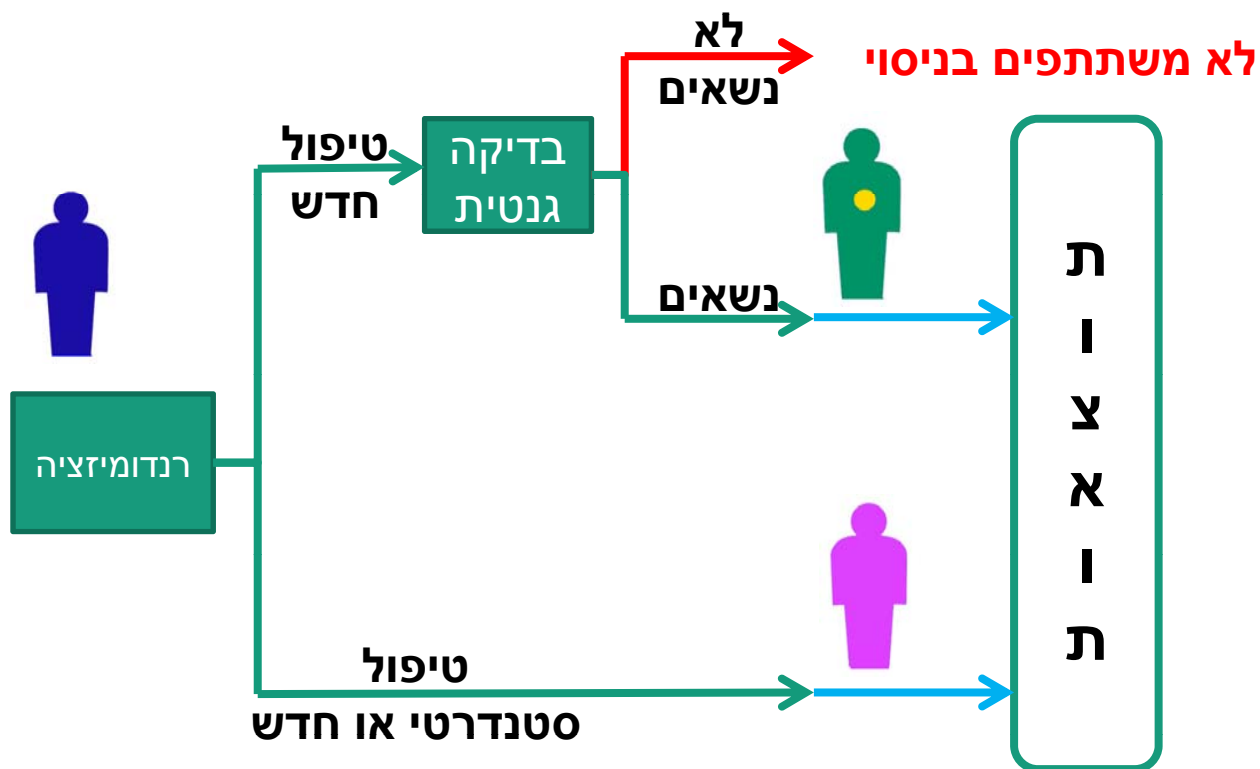 לא
נשאים
לא משתתפים בניסוי
טיפול
חדש
בדיקה
גנטית
נשאים
רנדומיזציה
טיפול
סטנדרטי או חדש
ת
ו
צ
א
ו
ת